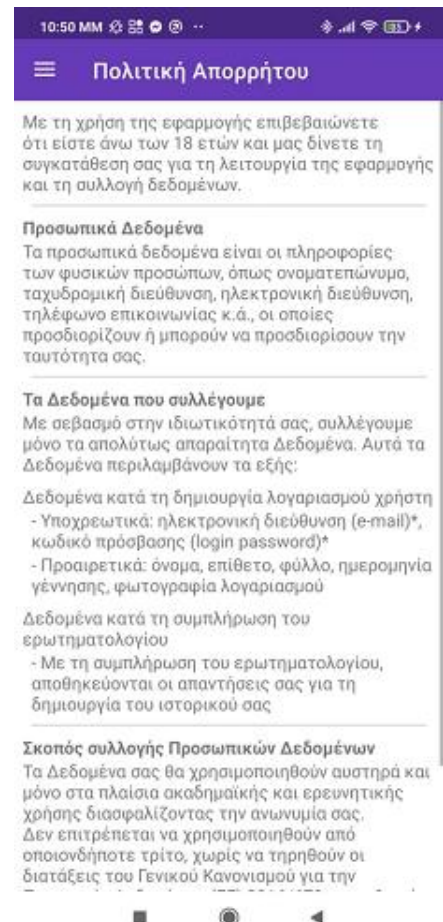 10:50 MM
85
Πολιτική Απορρήτου
Με τη χρήση της εφαρμογής επιβεβαιώνετε
ότι είστε άνω των 18 ετών και μας δίνετε τη
συγκατάθεση σας για τη λειτουργία της εφαρμογής
και τη συλλογή δεδομένων.
Προσωπικά Δεδομένα
Τα προσωπικά δεδομένα είναι οι πληροφορίες
των φυσικών προσώπων, όπως ονοματεπώνυμο,
ταχυδρομική διεύθυνση, ηλεκτρονική διεύθυνση,
τηλέφωνο επικοινωνίας κ.ά., οι οποίες
προσδιορίζουν ή μπορούν να προσδιορίσουν την
ταυτότητα σας.
Τα Δεδομένα που συλλέγουμε
Με σεβασμό στην ιδιωτικότητά σας, συλλέγουμε
μόνο τα απολύτως απαραίτητα Δεδομένα. Αυτά τα
Δεδομένα περιλαμβάνουν τα εξής:
Δεδομένα κατά τη δημιουργία λογαριασμού χρήστη
- Υποχρεωτικά: ηλεκτρονική διεύθυνση (e-mail)*,
κωδικό πρόσβασης (login password)*
- Προαιρετικά: όνομα, επίθετο, φύλλο, ημερομηνία
γέννησης, φωτογραφία λογαριασμού
Δεδομένα κατά τη συμπλήρωση του
ερωτηματολογίου
- Με τη συμπλήρωση του ερωτηματολογίου,
αποθηκεύονται οι απαντήσεις σας για τη
δημιουργία του ιστορικού σας
Σκοπός συλλογής Προσωπικών Δεδομένων
Τα Δεδομένα σας θα χρησιμοποιηθούν αυστηρά και
μόνο στα πλαίσια ακαδημαϊκής και ερευνητικής
χρήσης διασφαλίζοντας την ανωνυμία σας.
Δεν επιτρέπεται να χρησιμοποιηθούν από
οποιονδήποτε τρίτο, χωρίς να τηρηθούν οι
διατάξεις του Γενικού Κανονισμού για την